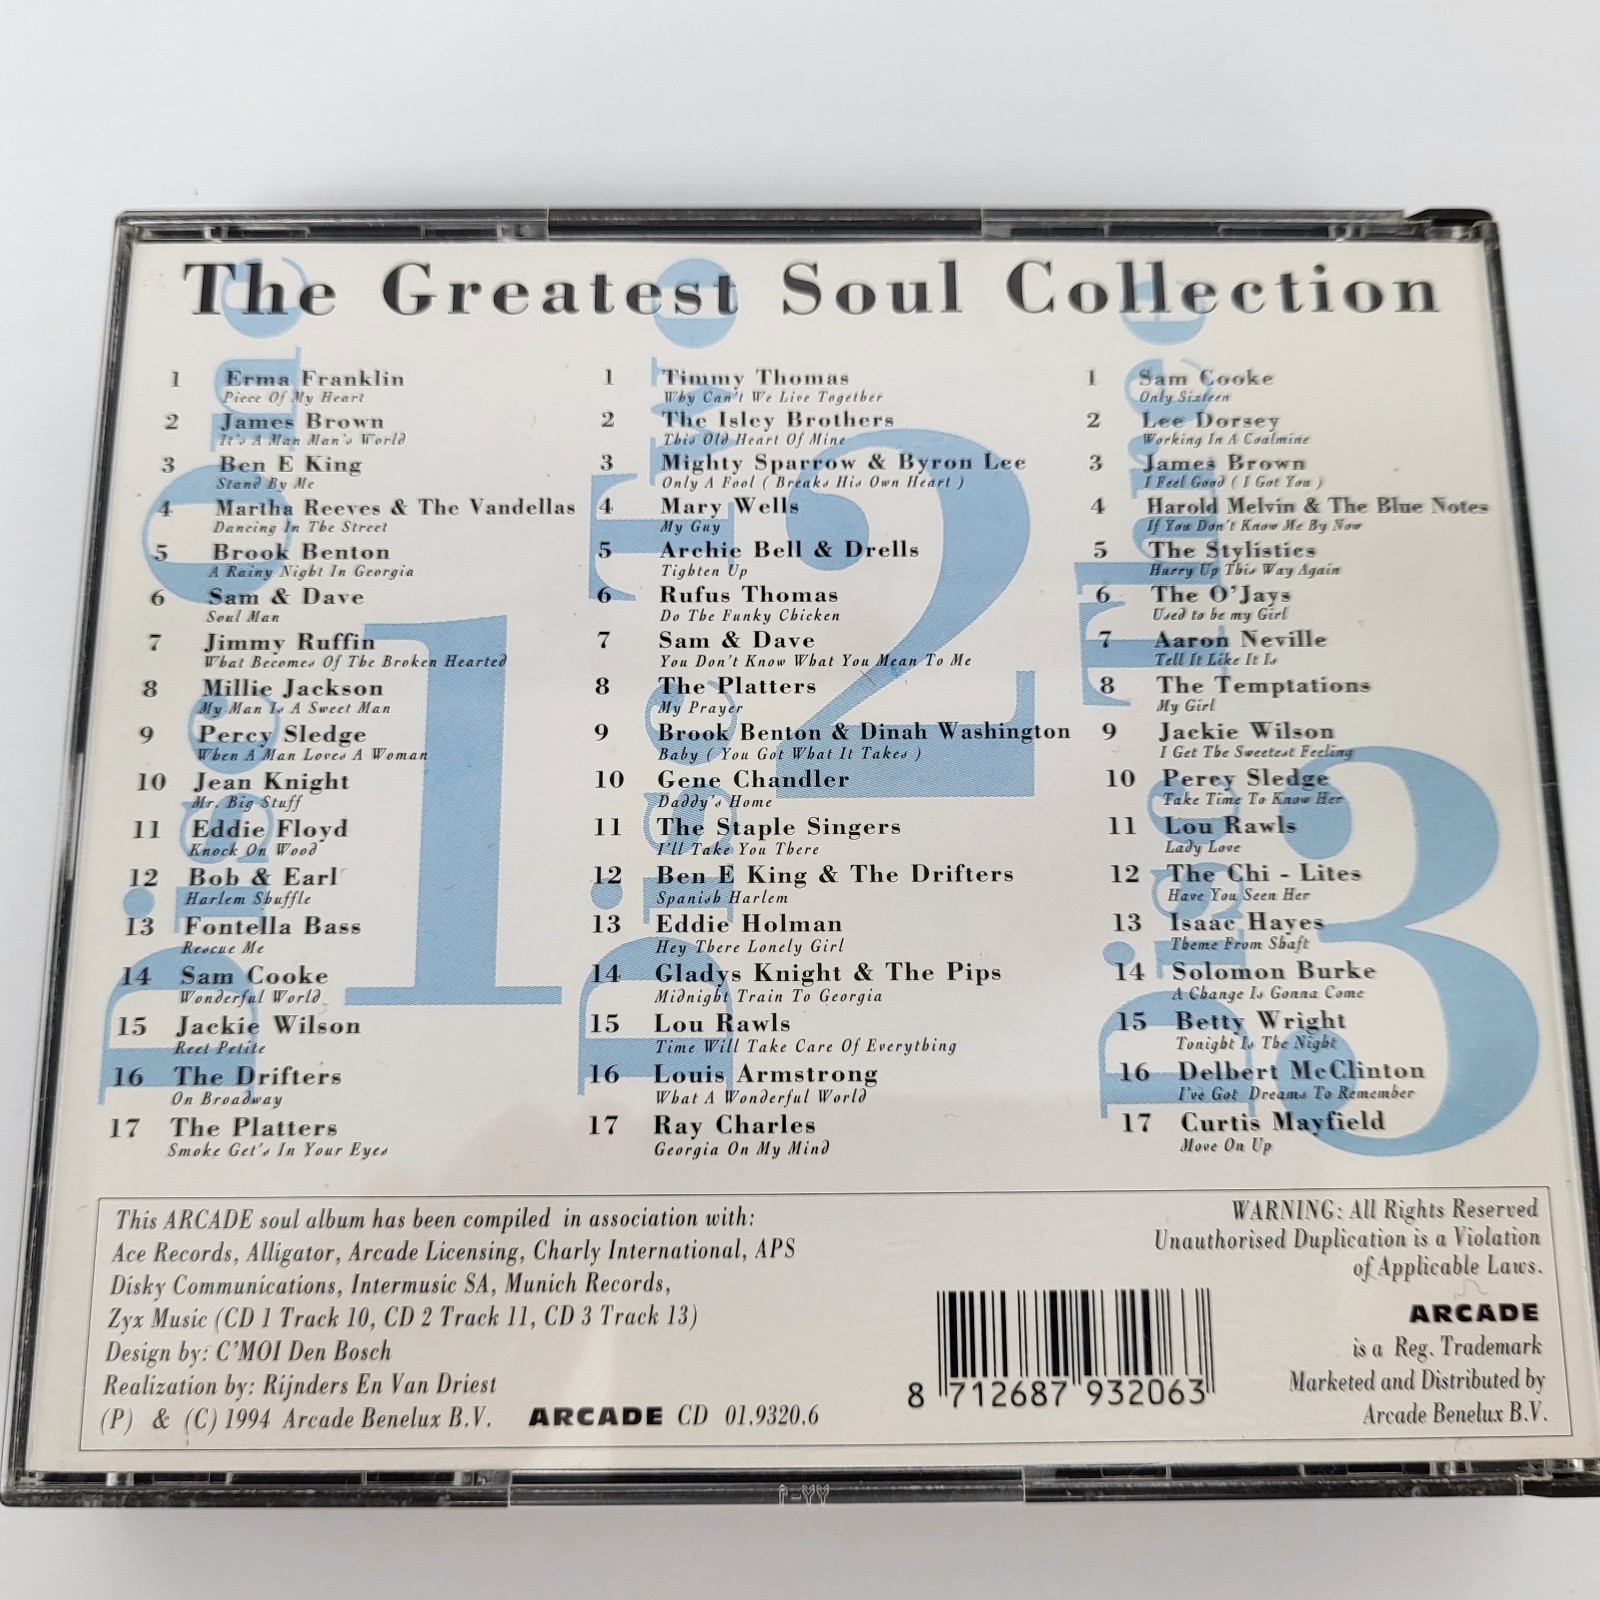 The Greatest Soul Collection
Disc One
1
1 Erma Franklin
Piece Of My Heart
2 James Brown
It's A Man Man's World
3 Ben E King
Stand By Me
4 Martha Reeves & The Vandellas
Dancing In The Street
5 Brook Benton
A Rainy Night In Georgia
6 Sam & Dave
Soul Man
7 Jimmy Ruffin
What Becomes Of The Broken Hearted
8 Millie Jackson
My Man Is A Sweet Man
9 Percy Sledge
When A Man Loves A Woman
10 Jean Knight
Mr. Big Stuff
11 Eddie Floyd
Knock On Wood
12 Bob & Earl
Harlem Shuffle
13 Fontella Bass
Rescue Me
14 Sam Cooke
Wonderful World
15 Jackie Wilson
Reet Petite
16 The Drifters
On Broadway
17 The Platters
Smoke Get's In Your Eyes
Disc Two
2
1 Timmy Thomas
Why Can't We Live Together
2 The Isley Brothers
This Old Heart Of Mine
3 Mighty Sparrow & Byron Lee
Only A Fool ( Breaks His Own Heart )
4 Mary Wells
My Guy
5 Archie Bell & Drells
Tighten Up
6 Rufus Thomas
Do The Funky Chicken
7 Sam & Dave
You Don't Know What You Mean To Me
8 The Platters
My Prayer
9 Brook Benton & Dinah Washington
Baby ( You Got What It Takes )
10 Gene Chandler
Daddy's Home
11 The Staple Singers
I'll Take You There
12 Ben E King & The Drifters
Spanish Harlem
13 Eddie Holman
Hey There Lonely Girl
14 Gladys Knight & The Pips
Midnight Train To Georgia
15 Lou Rawls
Time Will Take Care Of Everything
16 Louis Armstrong
What A Wonderful World
17 Ray Charles
Georgia On My Mind
Disc Three
3
1 Sam Cooke
Only Sixteen
2 Lee Dorsey
Working In A Coalmine
3 James Brown
I Feel Good ( I Got You )
4 Harold Melvin & The Blue Notes
If You Don't Know Me By Now
5 The Stylistics
Hurry Up This Way Again
6 The O'Jays
Used to be my Girl
7 Aaron Neville
Tell It Like It Is
8 The Temptations
My Girl
9 Jackie Wilson
I Get The Sweetest Feeling
10 Percy Sledge
Take Time To Know Her
11 Lou Rawls
Lady Love
12 The Chi - Lites
Have You Seen Her
13 Isaac Hayes
Theme From Shaft
14 Solomon Burke
A Change Is Gonna Come
15 Betty Wright
Tonight Is The Night
16 Delbert McClinton
I've Got Dreams To Remember
17 Curtis Mayfield
Move On Up
This ARCADE soul album has been compiled in association with:
Ace Records, Alligator, Arcade Licensing, Charly International, APS
Disky Communications, Intermusic SA, Munich Records,
Zyx Music (CD 1 Track 10, CD 2 Track 11, CD 3 Track 13)
Design by: C'MOI Den Bosch
Realization by: Rijnders En Van Driest
(P) & (C) 1994 Arcade Benelux B.V. ARCADE CD 01.9320.6
8 712687 932063
WARNING: All Rights Reserved
Unauthorised Duplication is a Violation
of Applicable Laws.
ARCADE
is a Reg. Trademark
Marketed and Distributed by
Arcade Benelux B.V.